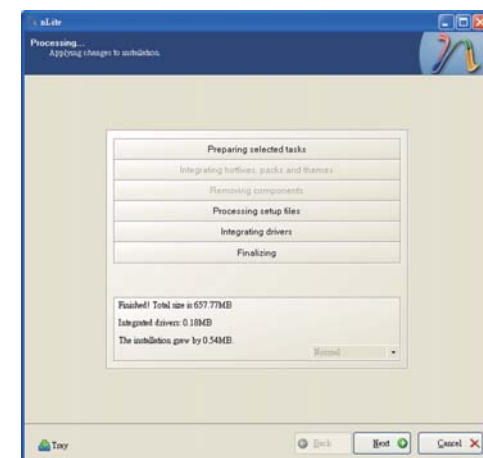 nLite
Processing...
Applying changes to installation.
Preparing selected tasks
Integrating hotfixes, packs and themes
Removing components
Processing setup files
Integrating drivers
Finalizing
Finished! Total size is 657.77MB
Integrated drivers: 0.18MB
The installation grew by 0.54MB.
Normal
Tray
Back
Next
Cancel